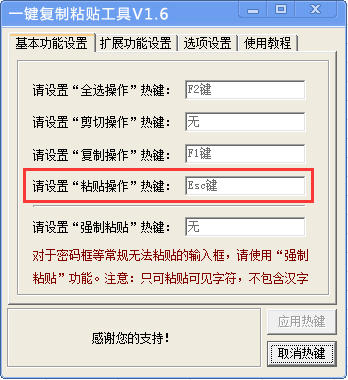 一键复制粘贴工具V1.6
基本功能设置 扩展功能设置 选项设置 使用教程
请设置“全选操作”热键： F2键
请设置“剪切操作”热键： 无
请设置“复制操作”热键： F1键
请设置“粘贴操作”热键： Esc键
请设置“强制粘贴”热键： 无
对于密码框等常规无法粘贴的输入框，请使用“强制
粘贴”功能。注意：只可粘贴可见字符，不包含汉字
感谢您的支持！
应用热键
取消热键